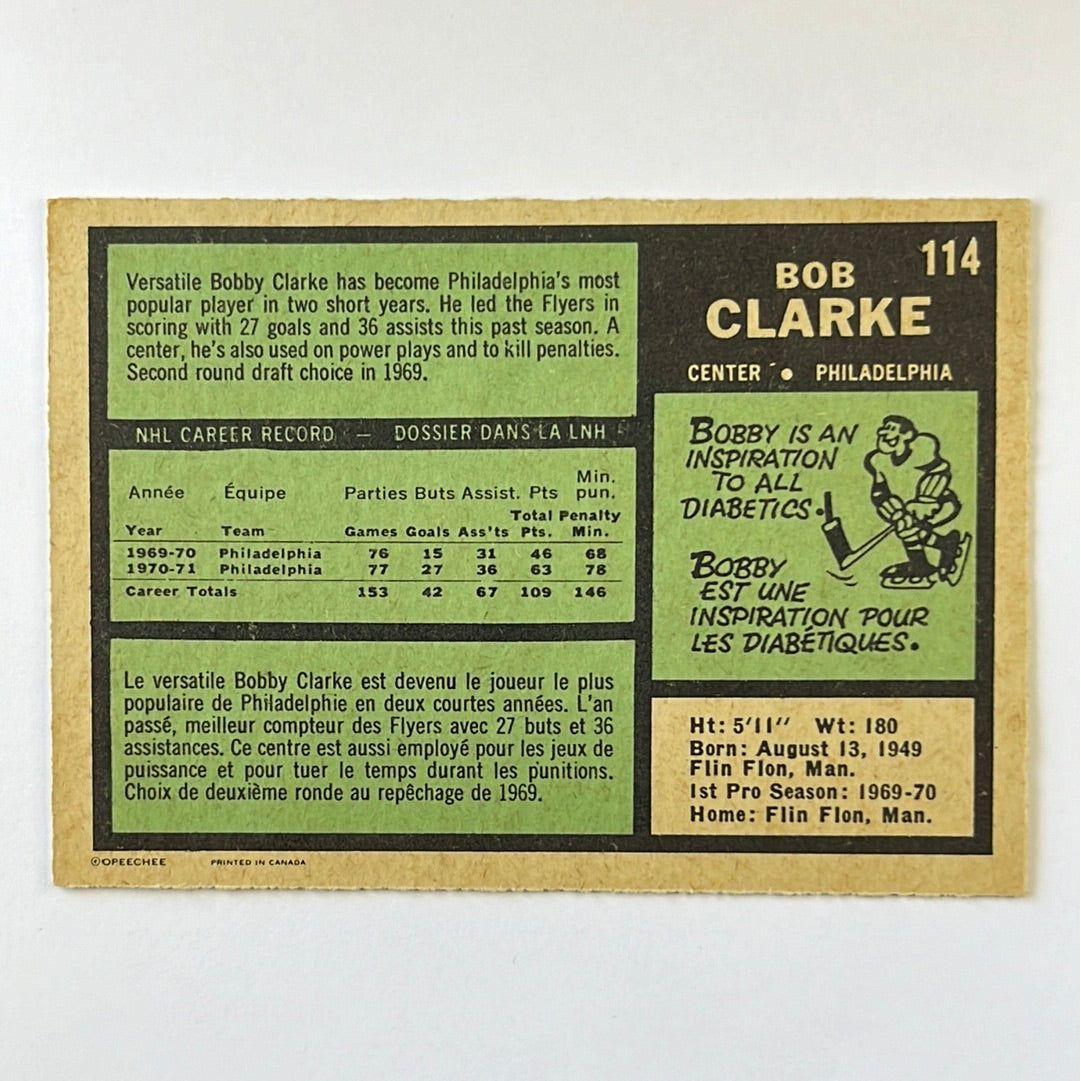 Versatile Bobby Clarke has become Philadelphia's most
popular player in two short years. He led the Flyers in
scoring with 27 goals and 36 assists this past season. A
center, he's also used on power plays and to kill penalties.
Second round draft choice in 1969.
NHL CAREER RECORD — DOSSIER DANS LA LNH
Année Équipe Parties Buts Assist. Pts Min. pun.
Year Team Games Goals Ass'ts Total Pts. Penalty Min.
1969-70 Philadelphia 76 15 31 46 68
1970-71 Philadelphia 77 27 36 63 78
Career Totals 153 42 67 109 146
Le versatile Bobby Clarke est devenu le joueur le plus
populaire de Philadelphie en deux courtes années. L'an
passé, meilleur compteur des Flyers avec 27 buts et 36
assistances. Ce centre est aussi employé pour les jeux de
puissance et pour tuer le temps durant les punitions.
Choix de deuxième ronde au repêchage de 1969.
114
BOB
CLARKE
CENTER • PHILADELPHIA
BOBBY IS AN
INSPIRATION
TO ALL
DIABETICS.
BOBBY
EST UNE
INSPIRATION POUR
LES DIABÉTIQUES.
Ht: 5'11" Wt: 180
Born: August 13, 1949
Flin Flon, Man.
1st Pro Season: 1969-70
Home: Flin Flon, Man.
©OPEECHEE PRINTED IN CANADA